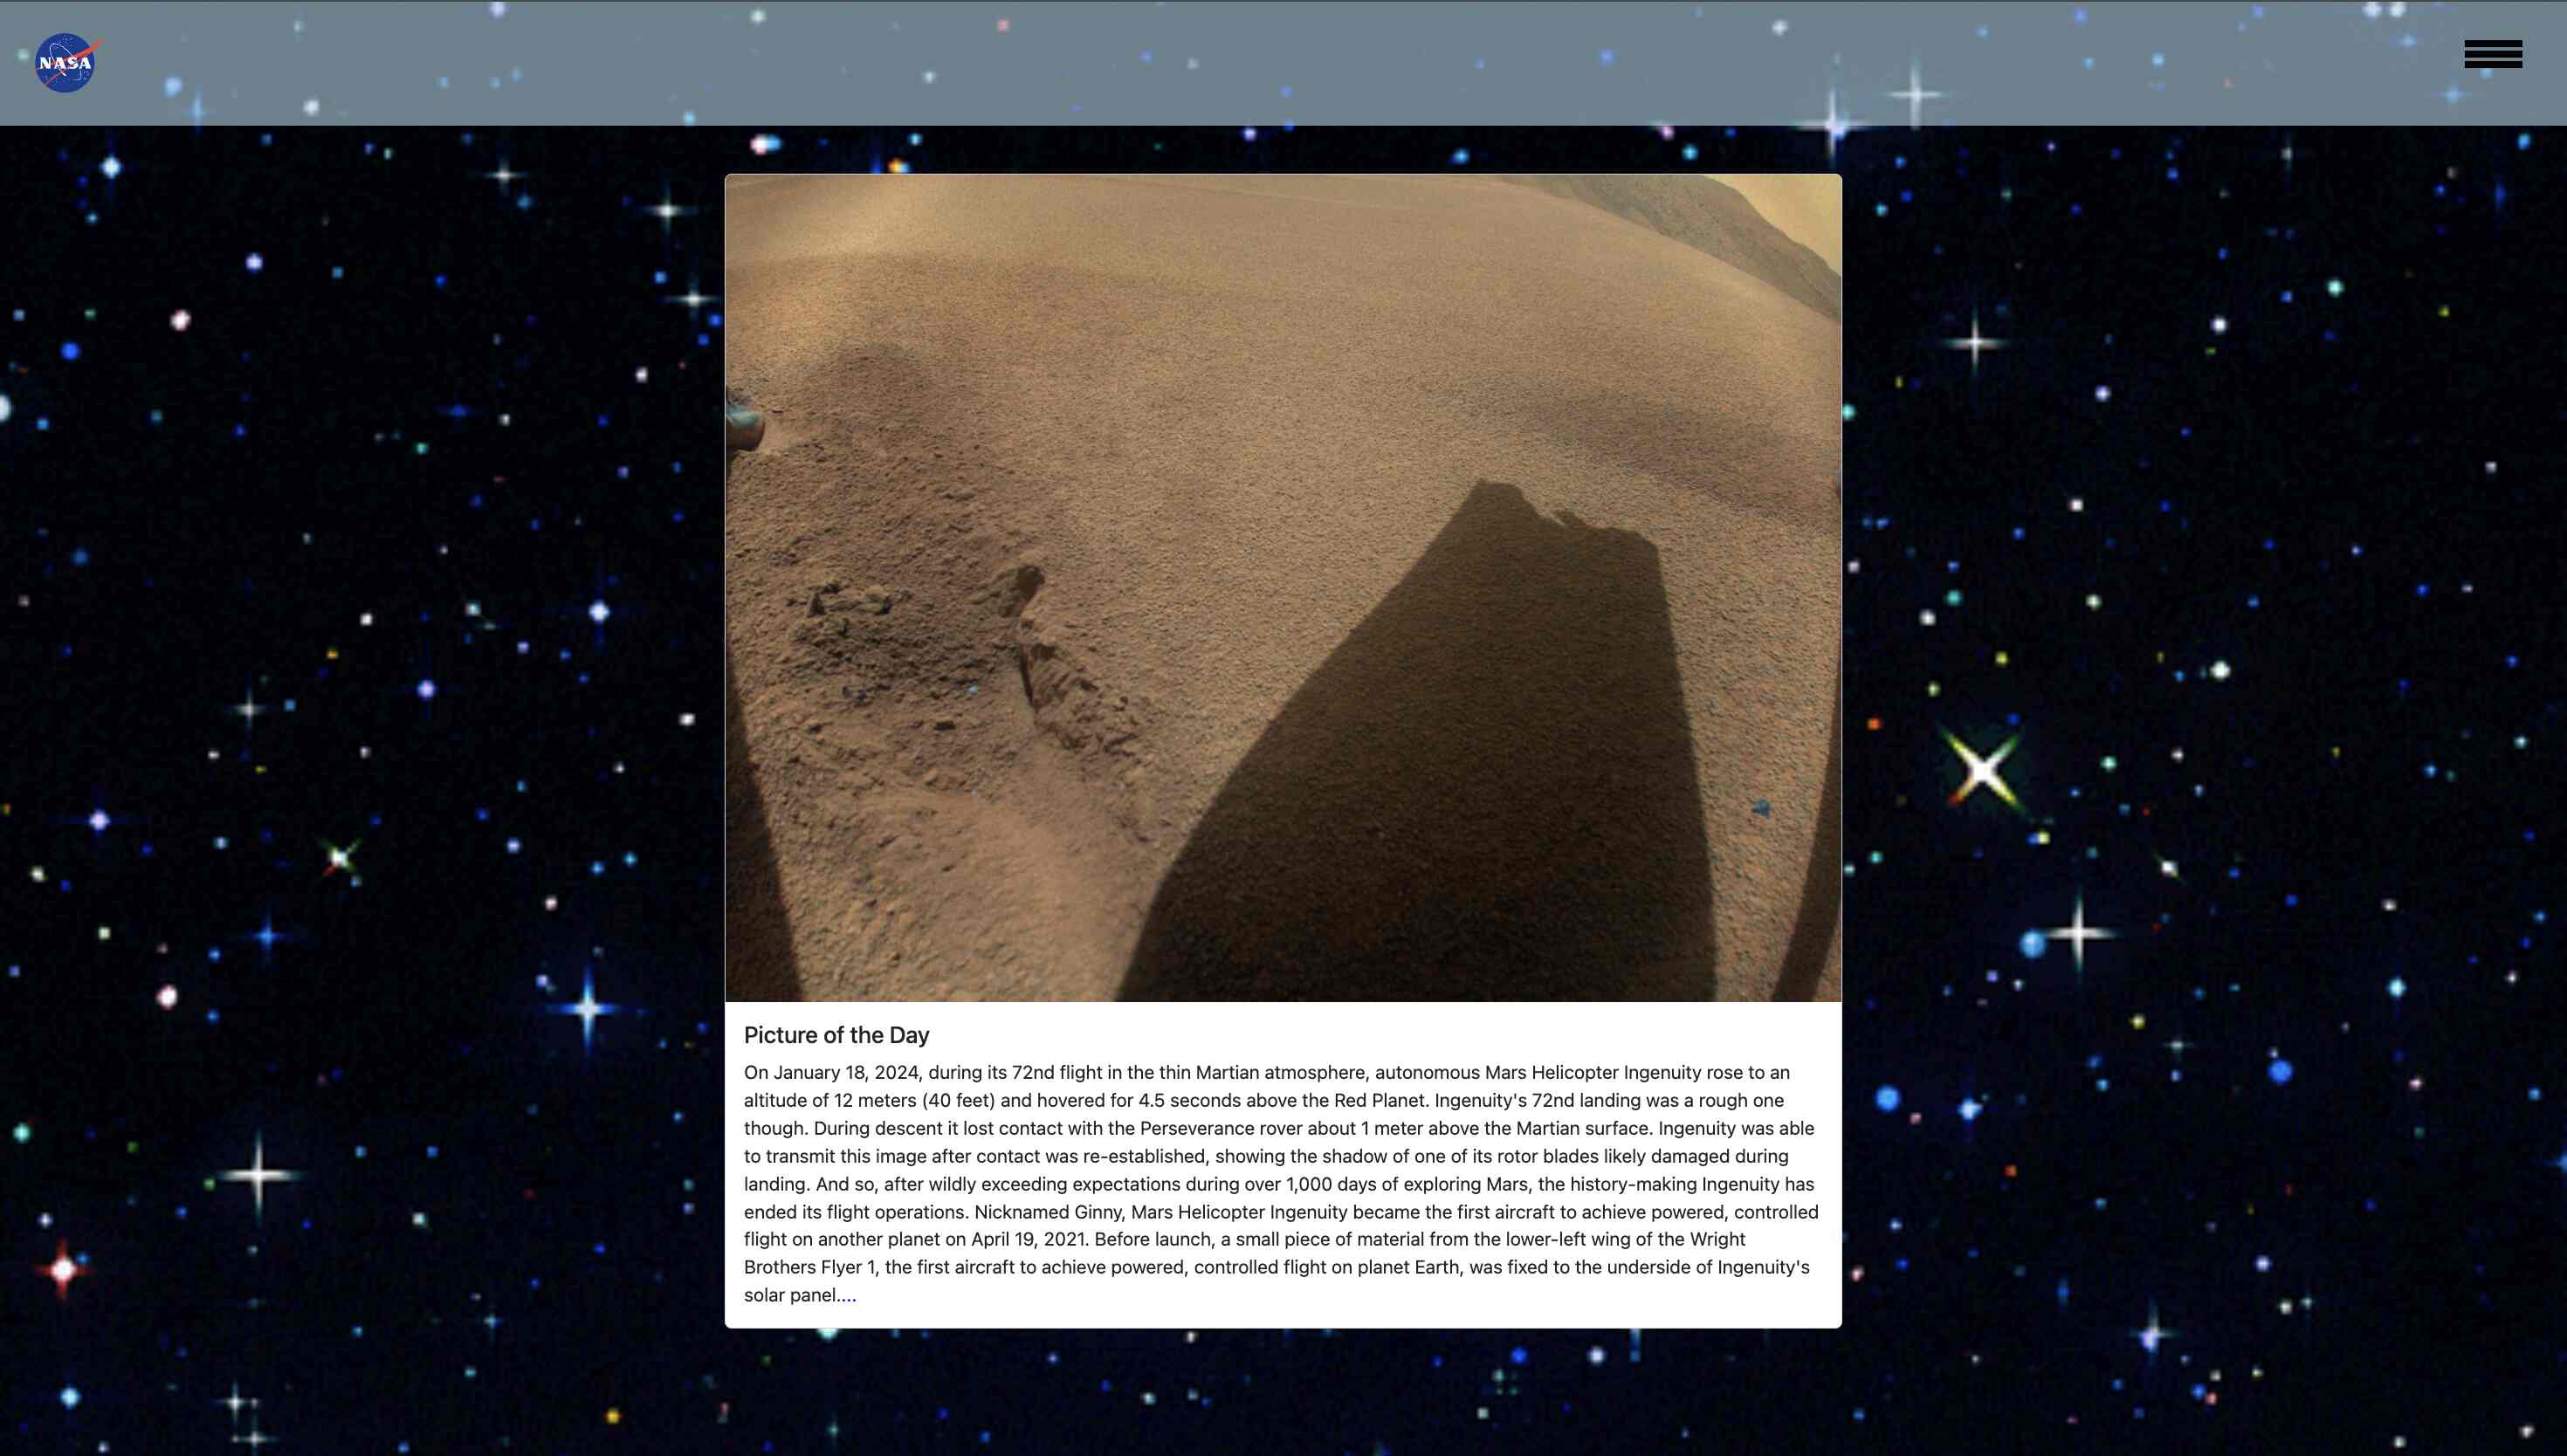 NASA
Picture of the Day
On January 18, 2024, during its 72nd flight in the thin Martian atmosphere, autonomous Mars Helicopter Ingenuity rose to an
altitude of 12 meters (40 feet) and hovered for 4.5 seconds above the Red Planet. Ingenuity's 72nd landing was a rough one
though. During descent it lost contact with the Perseverance rover about 1 meter above the Martian surface. Ingenuity was able
to transmit this image after contact was re-established, showing the shadow of one of its rotor blades likely damaged during
landing. And so, after wildly exceeding expectations during over 1,000 days of exploring Mars, the history-making Ingenuity has
ended its flight operations. Nicknamed Ginny, Mars Helicopter Ingenuity became the first aircraft to achieve powered, controlled
flight on another planet on April 19, 2021. Before launch, a small piece of material from the lower-left wing of the Wright
Brothers Flyer 1, the first aircraft to achieve powered, controlled flight on planet Earth, was fixed to the underside of Ingenuity's
solar panel....